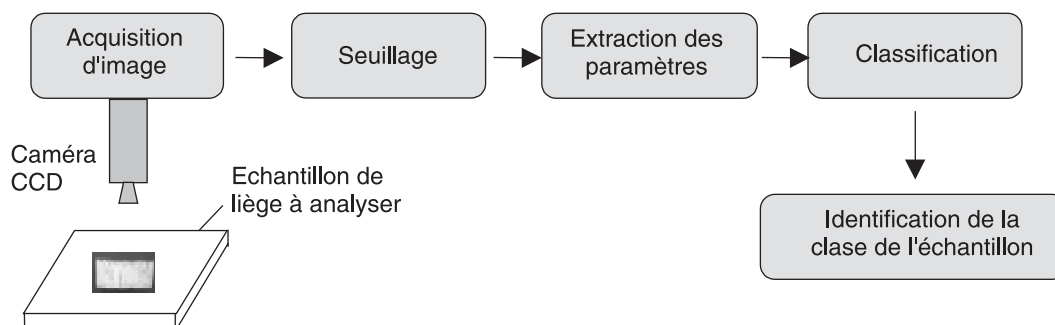 Acquisition
d'image
Seuillage
Extraction des
paramètres
Classification
Caméra
CCD
Echantillon de
liège à analyser
Identification de la
clase de l'échantillon